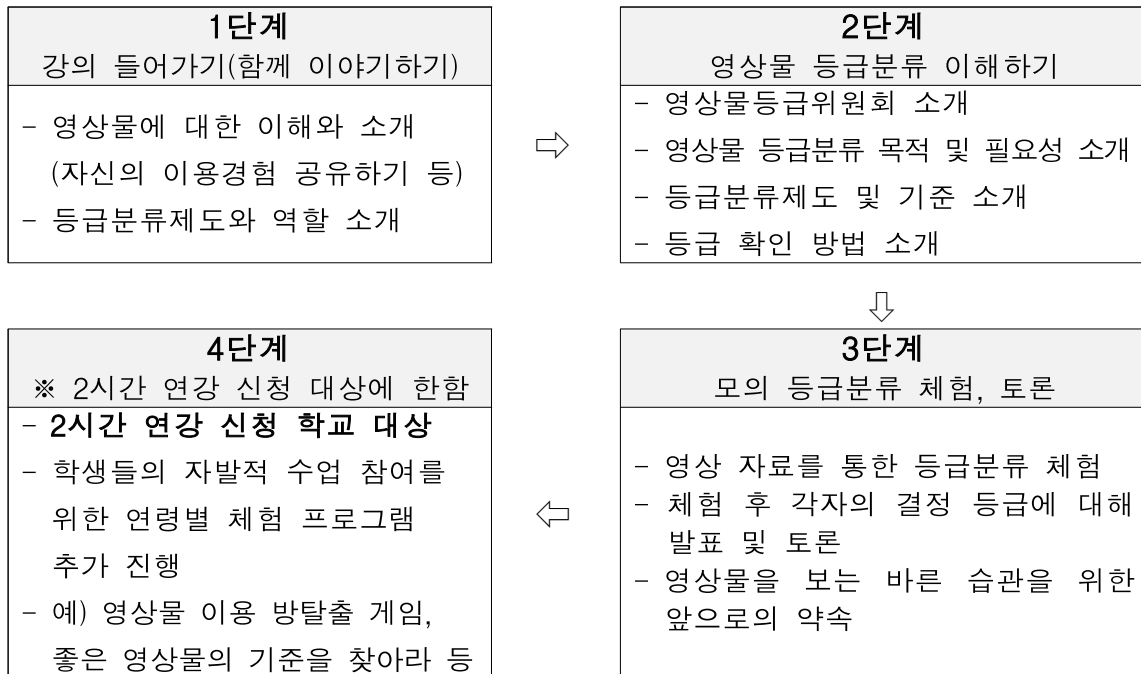 1단계
강의 들어가기(함께 이야기하기)
- 영상물에 대한 이해와 소개
(자신의 이용경험 공유하기 등)
- 등급분류제도와 역할 소개
⇨
2단계
영상물 등급분류 이해하기
- 영상물등급위원회 소개
- 영상물 등급분류 목적 및 필요성 소개
- 등급분류제도 및 기준 소개
- 등급 확인 방법 소개
⇩
3단계
모의 등급분류 체험, 토론
- 영상 자료를 통한 등급분류 체험
- 체험 후 각자의 결정 등급에 대해
발표 및 토론
- 영상물을 보는 바른 습관을 위한
앞으로의 약속
⇦
4단계
※ 2시간 연강 신청 대상에 한함
- 2시간 연강 신청 학교 대상
- 학생들의 자발적 수업 참여를
위한 연령별 체험 프로그램
추가 진행
- 예) 영상물 이용 방탈출 게임,
좋은 영상물의 기준을 찾아라 등